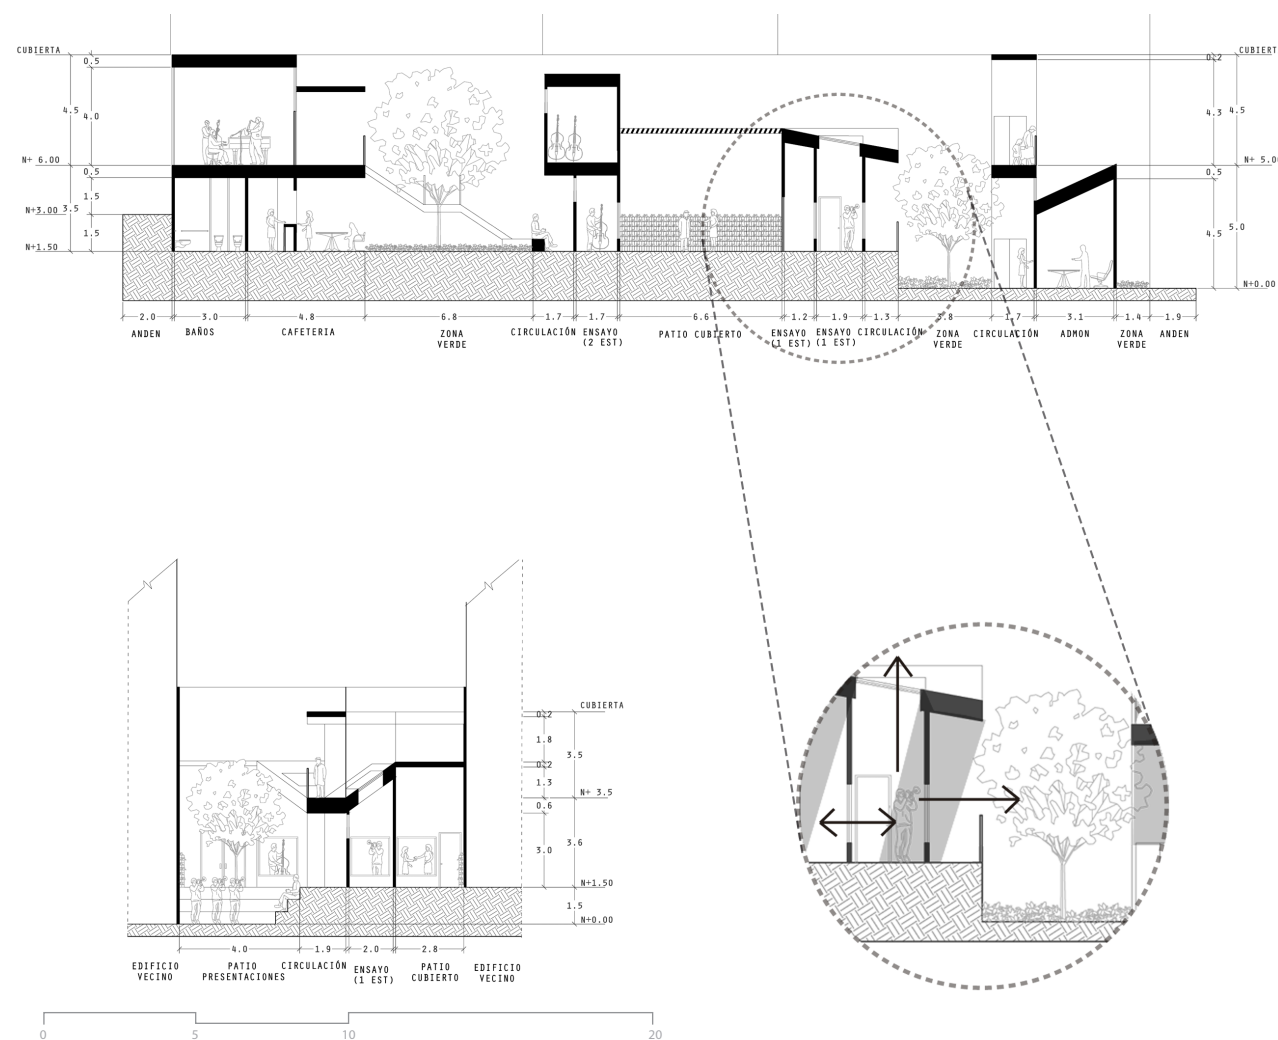 CUBIERTA
0.5
4.5
4.0
N+ 6.00
0.5
1.5
N+3.00
3.5
1.5
N+1.50
CUBIERT
0.2
4.3
4.5
N+ 5.0
0.5
4.5
5.0
N+0.00
2.0
3.0
4.8
6.8
1.7
1.7
6.6
1.2
1.9
1.3
3.8
1.7
3.1
1.4
1.9
ANDEN
BAÑOS
CAFETERIA
ZONA
VERDE
CIRCULACIÓN
ENSAYO
(2 EST)
PATIO CUBIERTO
ENSAYO
(1 EST)
ENSAYO
(1 EST)
CIRCULACIÓN
ZONA
VERDE
CIRCULACIÓN
ADMON
ZONA
VERDE
ANDEN
CUBIERTA
0.2
1.8
3.5
0.2
1.3
N+ 3.5
0.6
3.6
3.0
N+1.50
1.5
N+0.00
4.0
1.9
2.0
2.8
EDIFICIO
VECINO
PATIO
PRESENTACIONES
CIRCULACIÓN
ENSAYO
(1 EST)
PATIO
CUBIERTO
EDIFICIO
VECINO
0
5
10
20